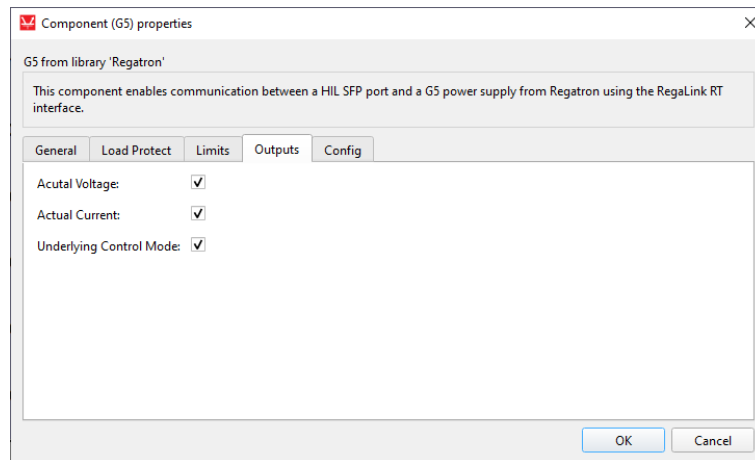 Component (G5) properties
G5 from library 'Regatron'
This component enables communication between a HIL SFP port and a G5 power supply from Regatron using the RegaLink RT
interface.
General Load Protect Limits Outputs Config
Acutal Voltage:
Actual Current:
Underlying Control Mode:
OK Cancel